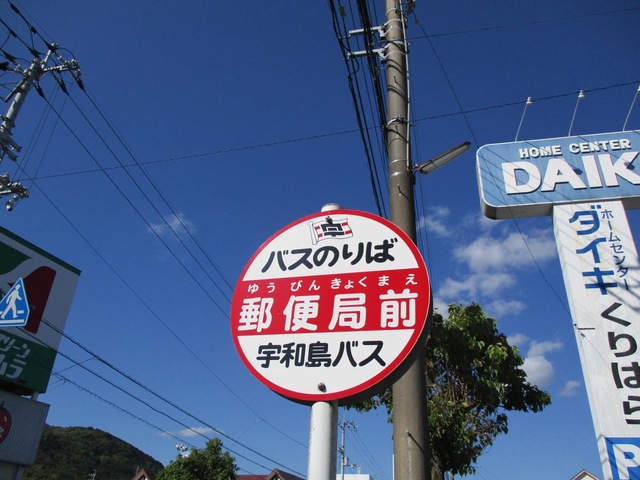 バスのりば
ゆうびんきょくまえ
郵便局前
宇和島バス
HOME CENTER
DAIK
ホームセンター
ダイキ
くりはら
P